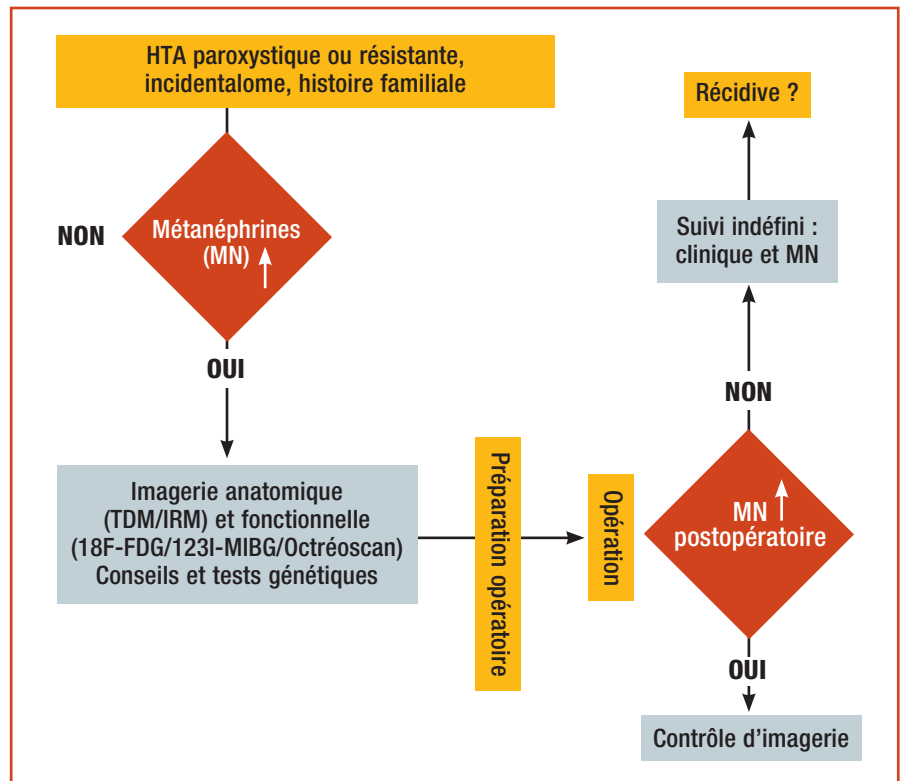 HTA paroxystique ou résistante,
incidentalome, histoire familiale
NON
Métanéphrines
(MN) ↑
OUI
Imagerie anatomique
(TDM/IRM) et fonctionnelle
(18F-FDG/123I-MIBG/Octréoscan)
Conseils et tests génétiques
Préparation opératoire
Opération
MN ↑
postopératoire
NON
Suivi indéfini :
clinique et MN
Récidive ?
OUI
Contrôle d’imagerie